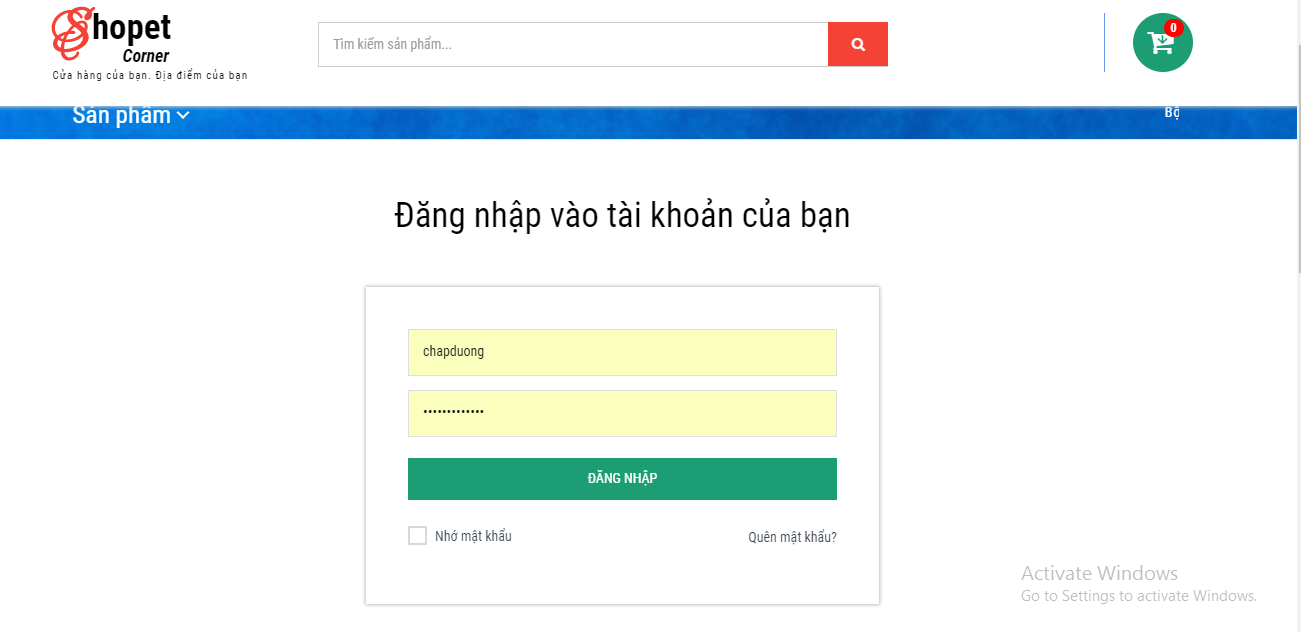 Shopet
Corner
Cửa hàng của bạn. Địa điểm của bạn
Tìm kiếm sản phẩm...
0
Sản phẩm
Bộ
Đăng nhập vào tài khoản của bạn
chapduong
•••••••••••••
ĐĂNG NHẬP
Nhớ mật khẩu
Quên mật khẩu?
Activate Windows
Go to Settings to activate Windows.